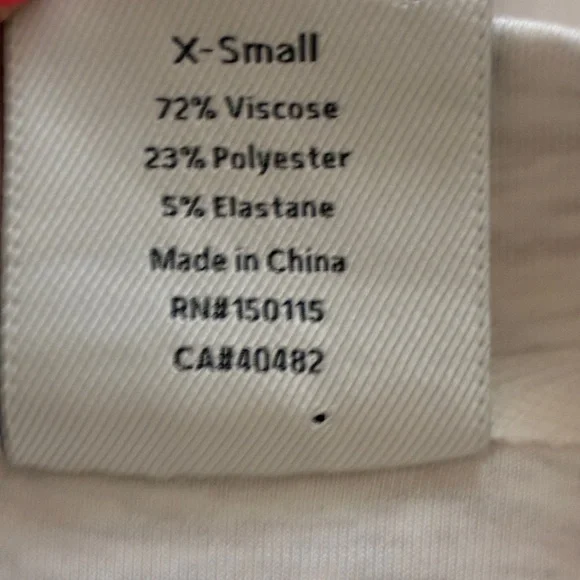 X-Small
72% Viscose
23% Polyester
5% Elastane
Made in China
RN#150115
CA#40482